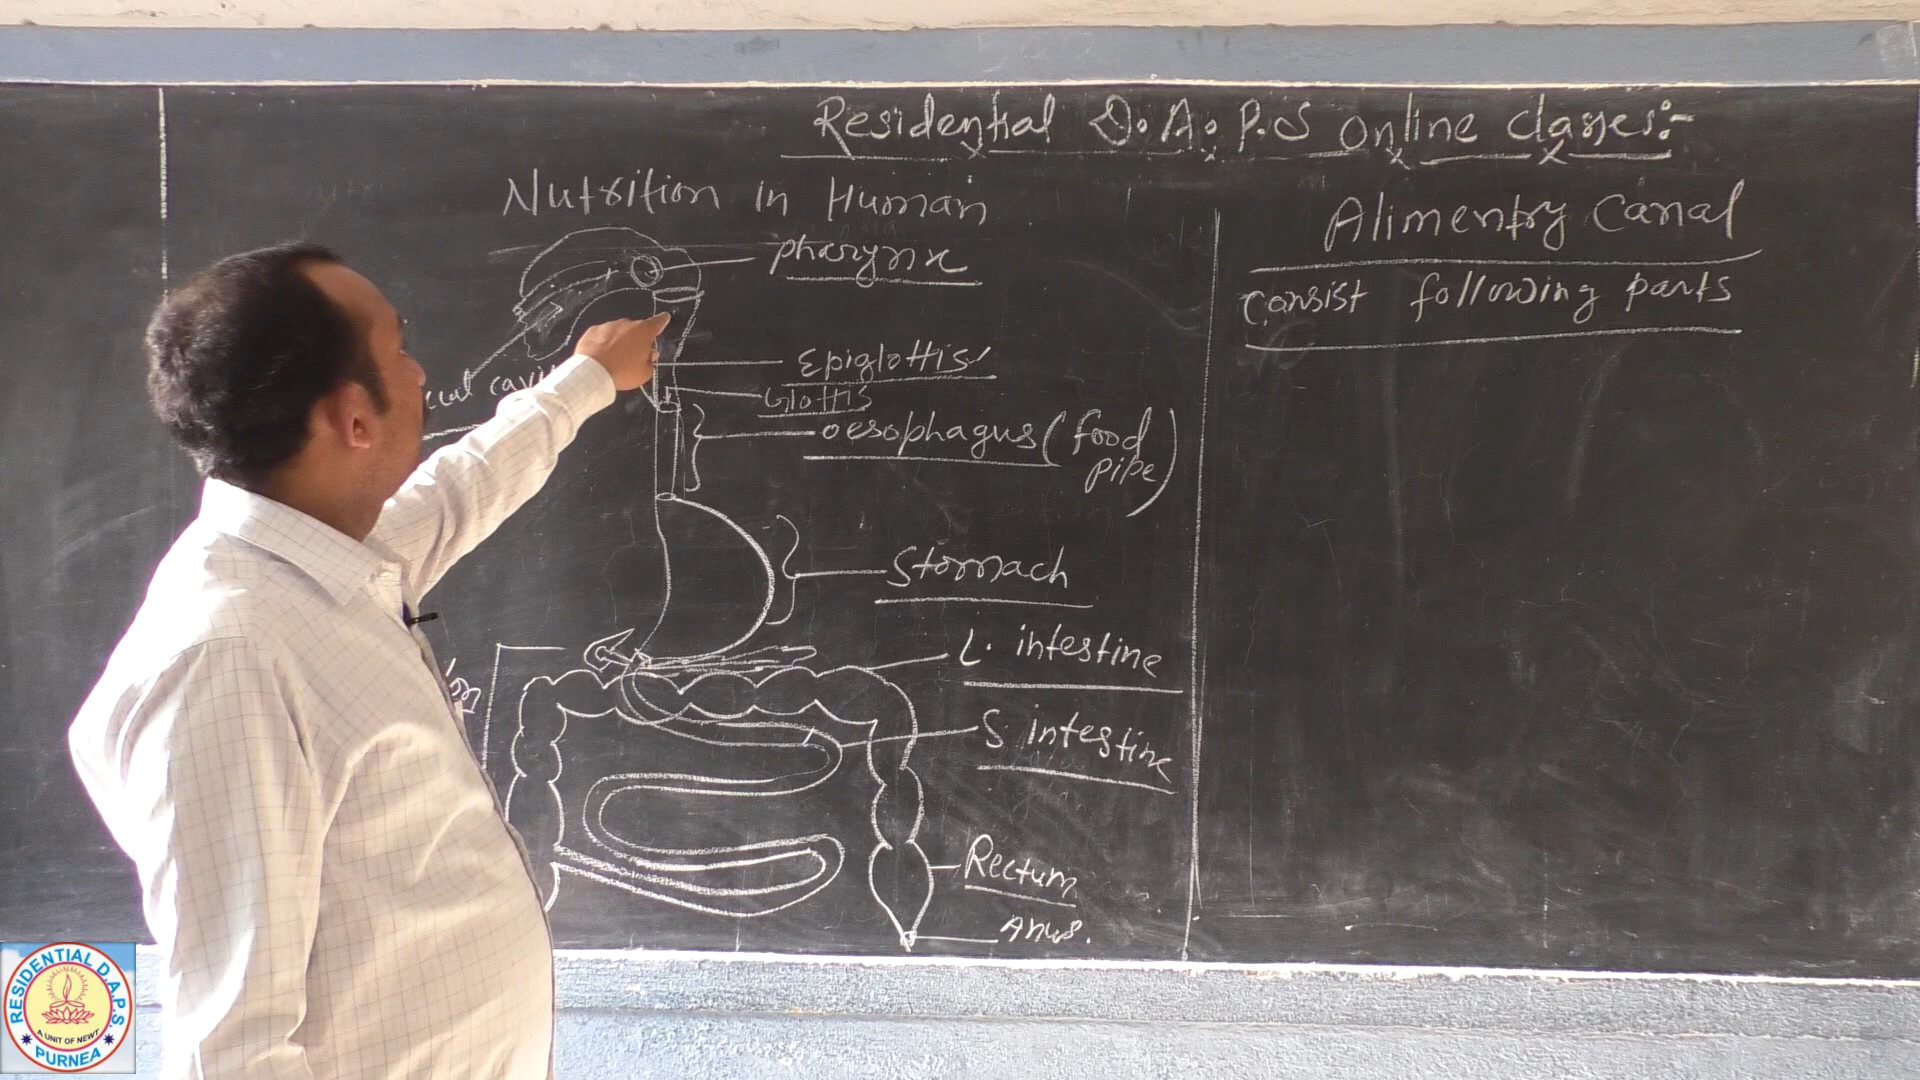 Residential D.A.P.S online classes:-
Nutrition in Human
pharynx
Epiglottis
Glottis
oesophagus (food
pipe)
Stomach
L. intestine
S. intestine
Rectum
Anus.
Alimentry Canal
consist following parts
RESIDENTIAL D.A.P.S.
A UNIT OF NEWT
PURNEA